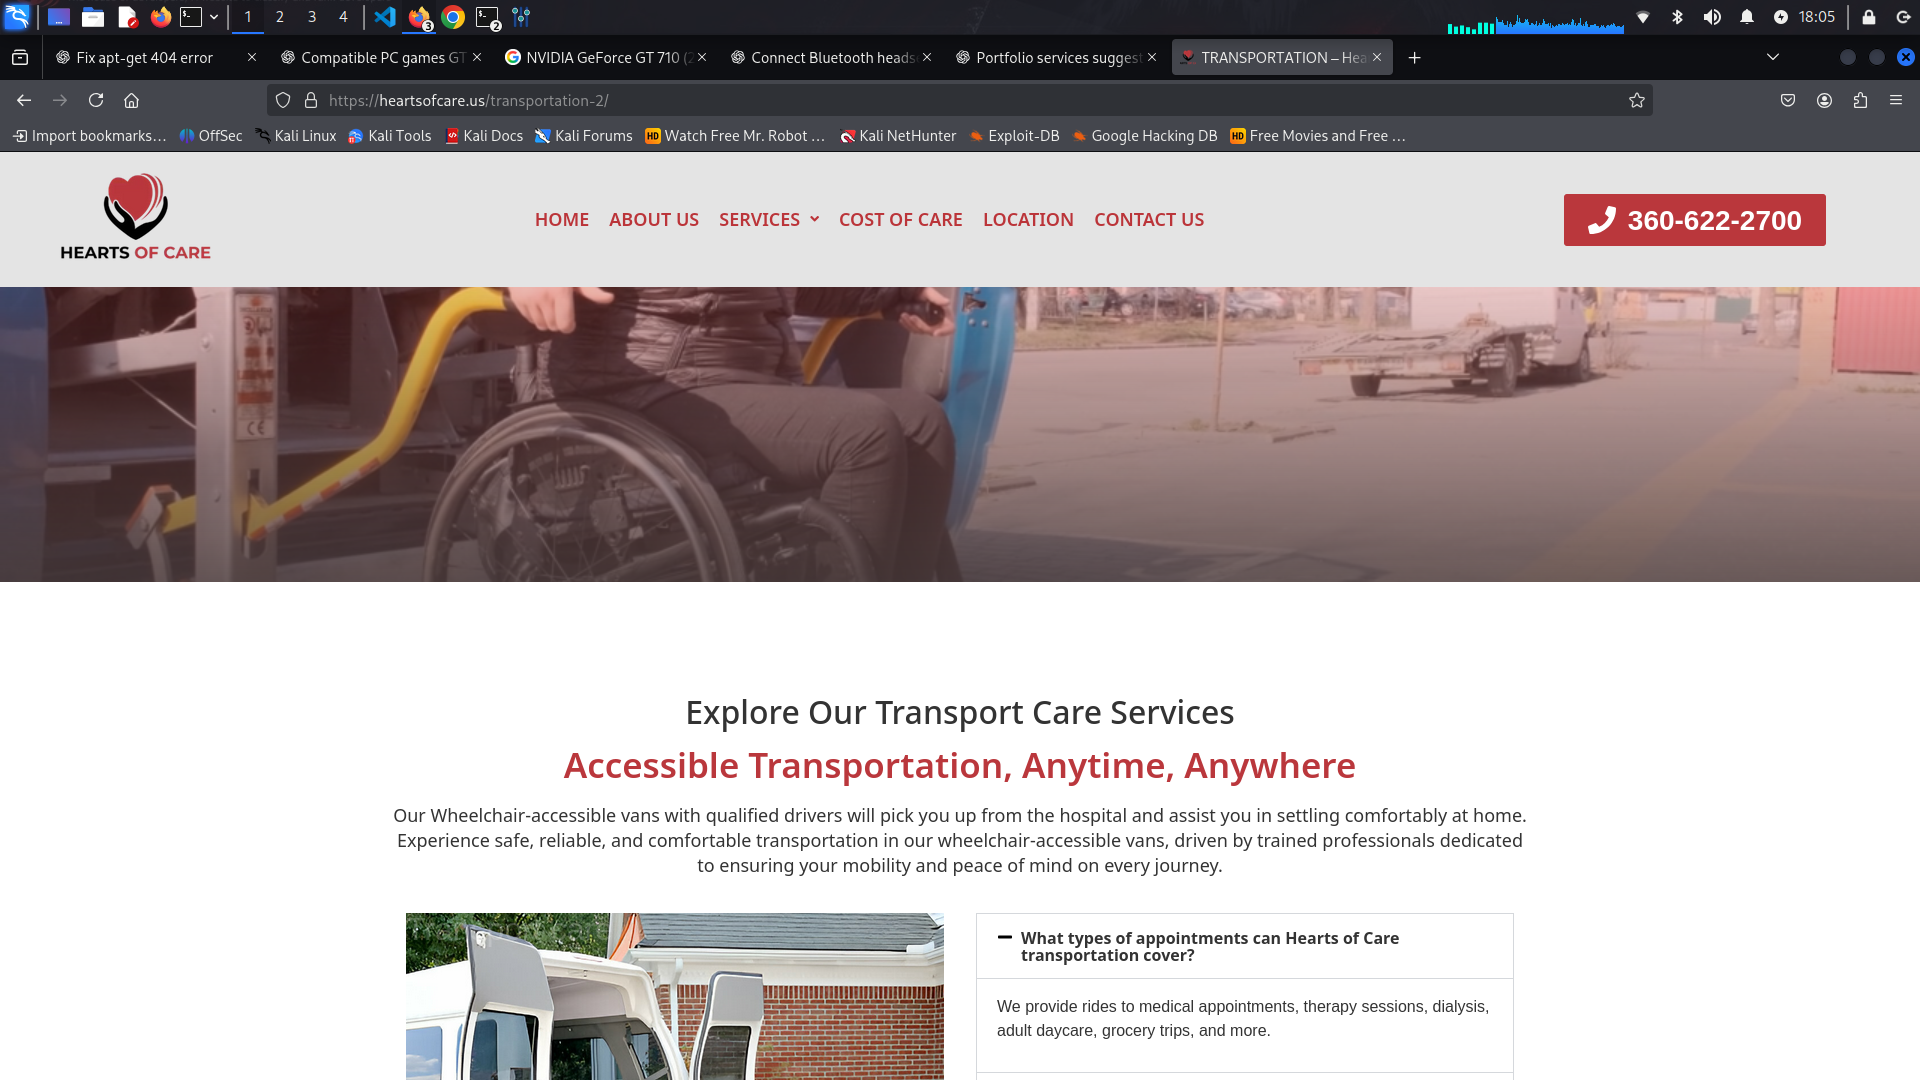 1 2 3 4
3
2
18:05
Fix apt-get 404 error
Compatible PC games GT
NVIDIA GeForce GT 710 (2
Connect Bluetooth heads
Portfolio services suggest
TRANSPORTATION – Hea
https://heartsofcare.us/transportation-2/
Import bookmarks…
OffSec
Kali Linux
Kali Tools
Kali Docs
Kali Forums
HD
Watch Free Mr. Robot …
Kali NetHunter
Exploit-DB
Google Hacking DB
HD
Free Movies and Free …
HEARTS OF CARE
HOME
ABOUT US
SERVICES
COST OF CARE
LOCATION
CONTACT US
360-622-2700
Explore Our Transport Care Services
Accessible Transportation, Anytime, Anywhere
Our Wheelchair-accessible vans with qualified drivers will pick you up from the hospital and assist you in settling comfortably at home.
Experience safe, reliable, and comfortable transportation in our wheelchair-accessible vans, driven by trained professionals dedicated
to ensuring your mobility and peace of mind on every journey.
What types of appointments can Hearts of Care
transportation cover?
We provide rides to medical appointments, therapy sessions, dialysis,
adult daycare, grocery trips, and more.